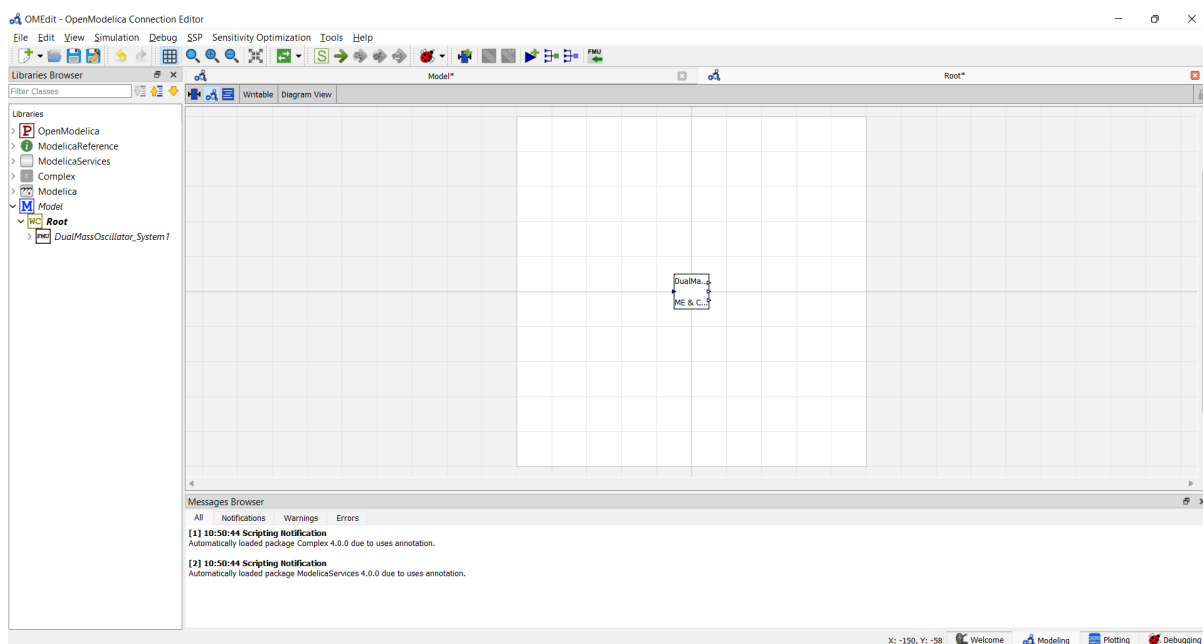 OMEdit - OpenModelica Connection Editor
File Edit View Simulation Debug SSP Sensitivity Optimization Tools Help
S
FMU
Libraries Browser
Model*
Root*
Filter Classes
Writable Diagram View
Libraries
P OpenModelica
i ModelicaReference
ModelicaServices
C Complex
Modelica
M Model
WC Root
FMU DualMassOscillator_System1
DualMa...
ME & C...
Messages Browser
All Notifications Warnings Errors
[1] 10:50:44 Scripting Notification
Automatically loaded package Complex 4.0.0 due to uses annotation.
[2] 10:50:44 Scripting Notification
Automatically loaded package ModelicaServices 4.0.0 due to uses annotation.
X: -150, Y: -58 Welcome Modeling Plotting Debugging